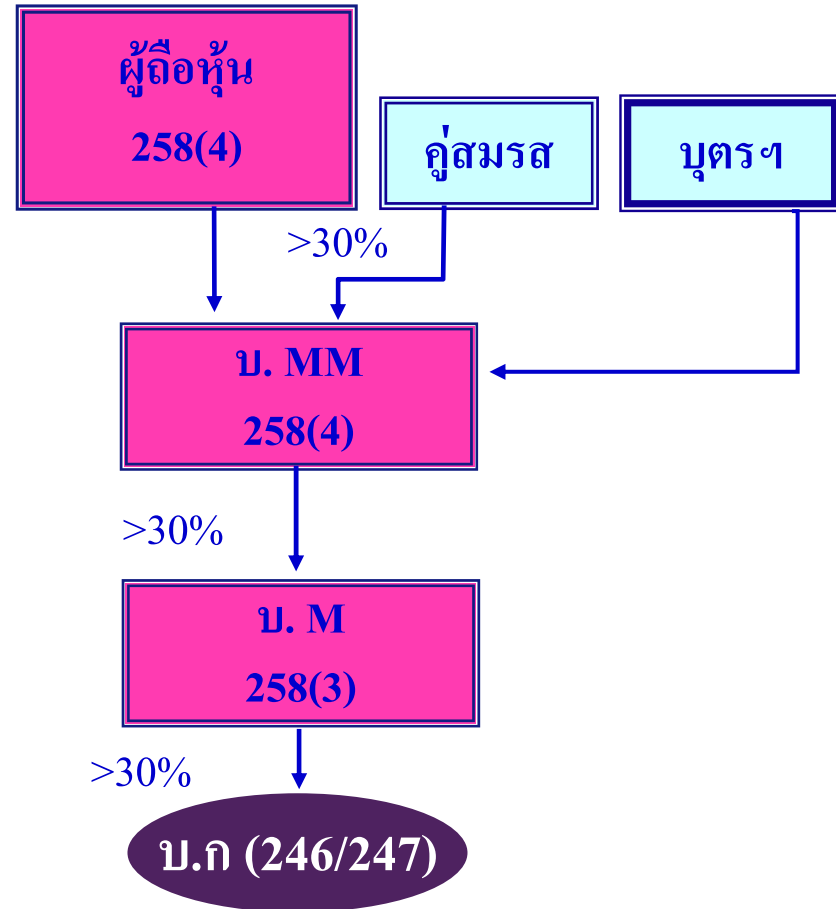 ผู้ถือหุ้น
258(4)
คู่สมรส
บุตรฯ
>30%
บ. MM
258(4)
>30%
บ. M
258(3)
>30%
บ.ก (246/247)